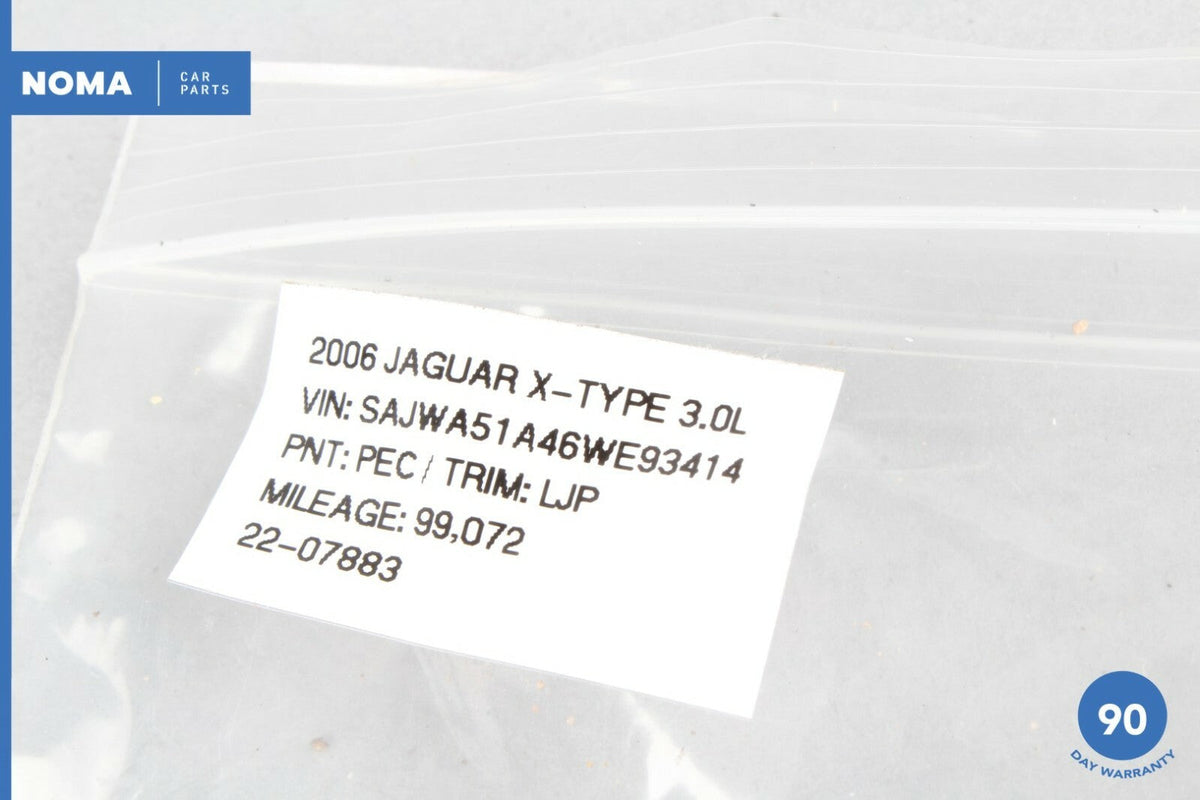 NOMA
CAR
PARTS
2006 JAGUAR X-TYPE 3.0L
VIN: SAJWA51A46WE93414
PNT: PEC / TRIM: LJP
MILEAGE: 99,072
22-07883
90
DAY WARRANTY